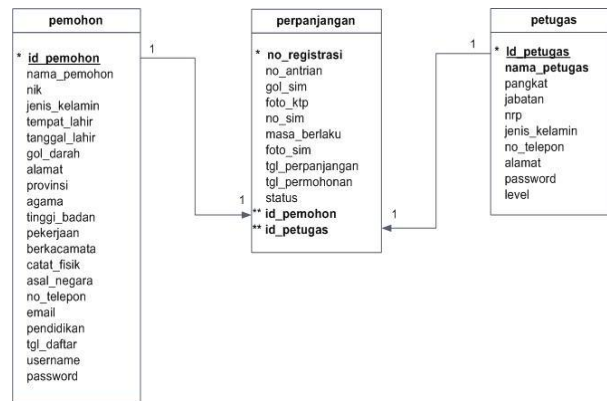 pemohon
* id_pemohon
nama_pemohon
nik
jenis_kelamin
tempat_lahir
tanggal_lahir
gol_darah
alamat
provinsi
agama
tinggi_badan
pekerjaan
berkacamata
catat_fisik
asal_negara
no_telepon
email
pendidikan
tgl_daftar
username
password
1
1
perpanjangan
* no_registrasi
no_antrian
gol_sim
foto_ktp
no_sim
masa_berlaku
foto_sim
tgl_perpanjangan
tgl_permohonan
status
** id_pemohon
** id_petugas
1
1
petugas
* Id_petugas
nama_petugas
pangkat
jabatan
nrp
jenis_kelamin
no_telepon
alamat
password
level